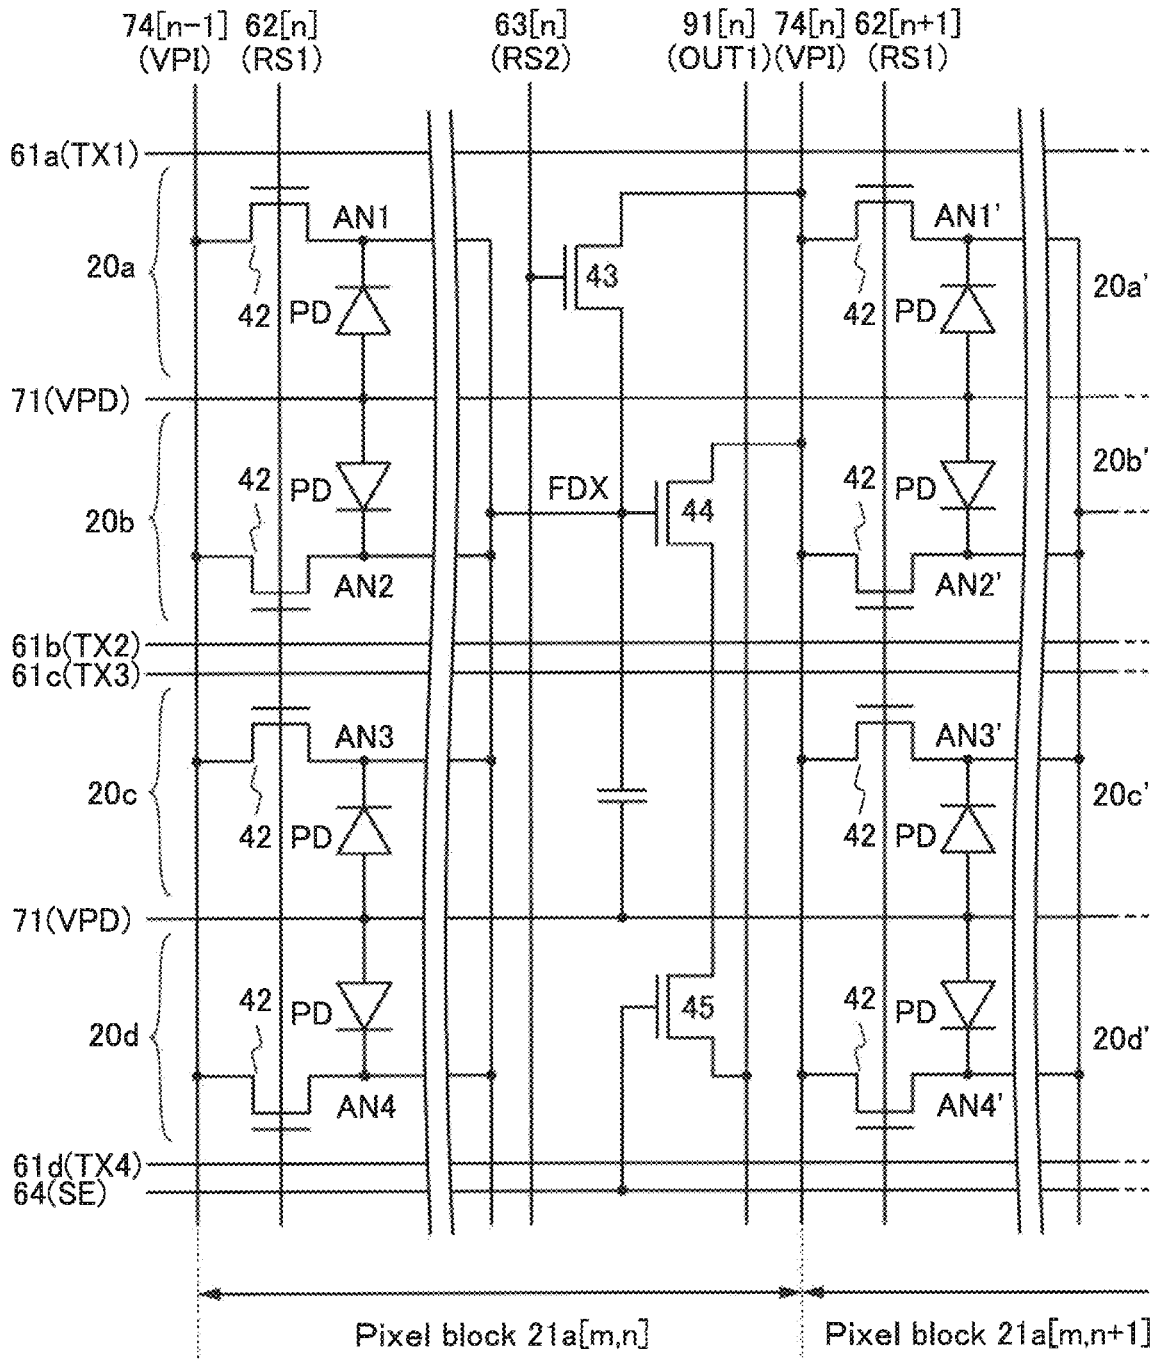 74[n-1] 62[n] 63[n] 91[n] 74[n] 62[n+1]
(VPI) (RS1) (RS2) (OUT1) (VPI) (RS1)
61a(TX1)
AN1 AN1'
20a 43 20a'
42 PD 42 PD
71(VPD)
42 PD FDX 44 42 PD 20b'
20b
AN2 AN2'
61b(TX2)
61c(TX3)
AN3 AN3'
20c 20c'
42 PD 42 PD
71(VPD)
42 PD 45 42 PD
20d 20d'
AN4 AN4'
61d(TX4)
64(SE)
Pixel block 21a[m,n] Pixel block 21a[m,n+1]